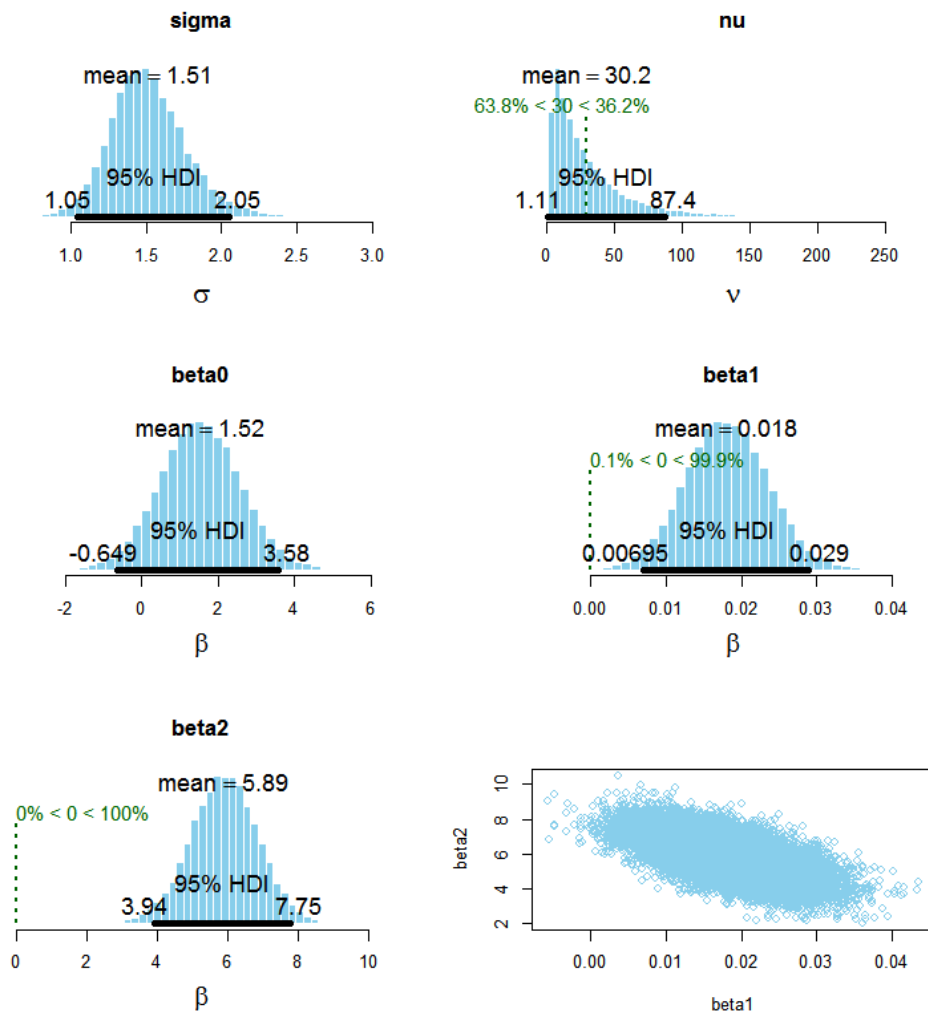 sigma
mean = 1.51
95% HDI
1.05 2.05
1.0 1.5 2.0 2.5 3.0
σ
nu
mean = 30.2
63.8% < 30 < 36.2%
95% HDI
1.11 87.4
0 50 100 150 200 250
ν
beta0
mean = 1.52
95% HDI
-0.649 3.58
-2 0 2 4 6
β
beta1
mean = 0.018
0.1% < 0 < 99.9%
95% HDI
0.00695 0.029
0.00 0.01 0.02 0.03 0.04
β
beta2
mean = 5.89
0% < 0 < 100%
95% HDI
3.94 7.75
0 2 4 6 8 10
β
beta2
10
8
6
4
2
0.00 0.01 0.02 0.03 0.04
beta1